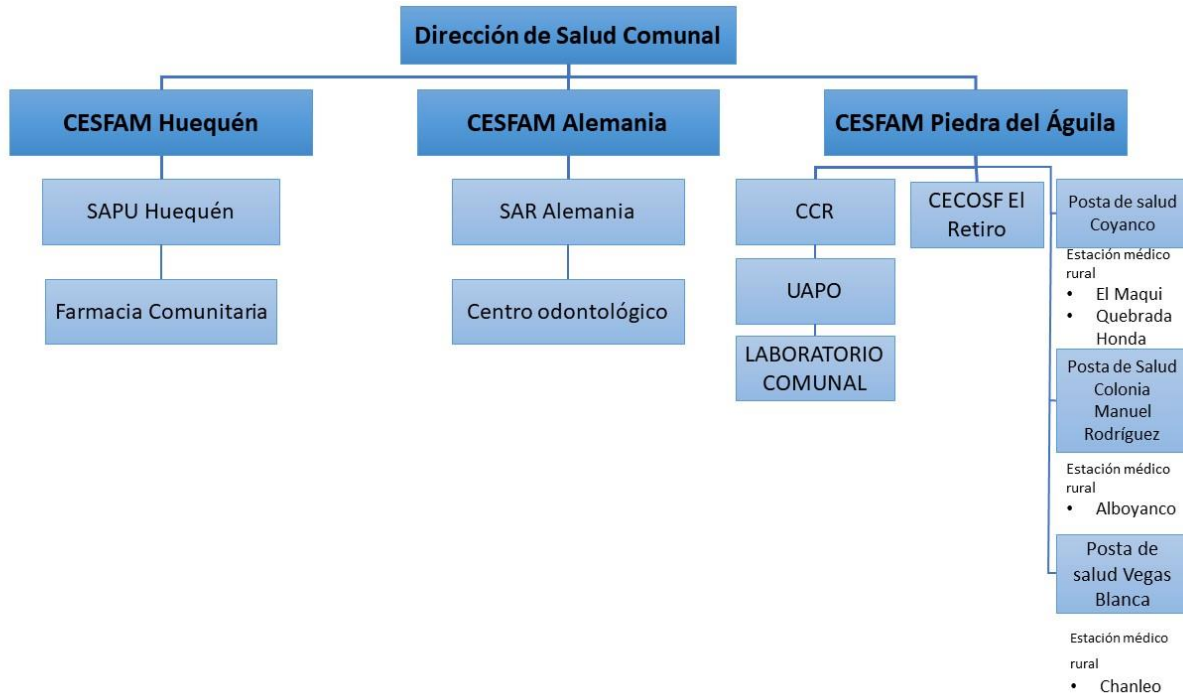 Dirección de Salud Comunal
CESFAM Huequén
CESFAM Alemania
CESFAM Piedra del Águila
SAPU Huequén
Farmacia Comunitaria
SAR Alemania
Centro odontológico
CCR
UAPO
LABORATORIO
COMUNAL
CECOSF El
Retiro
Posta de salud
Coyanco
Estación médico
rural
• El Maqui
• Quebrada
Honda
Posta de Salud
Colonia
Manuel
Rodríguez
Estación médico
rural
• Alboyanco
Posta de
salud Vegas
Blanca
Estación médico
rural
• Chanleo